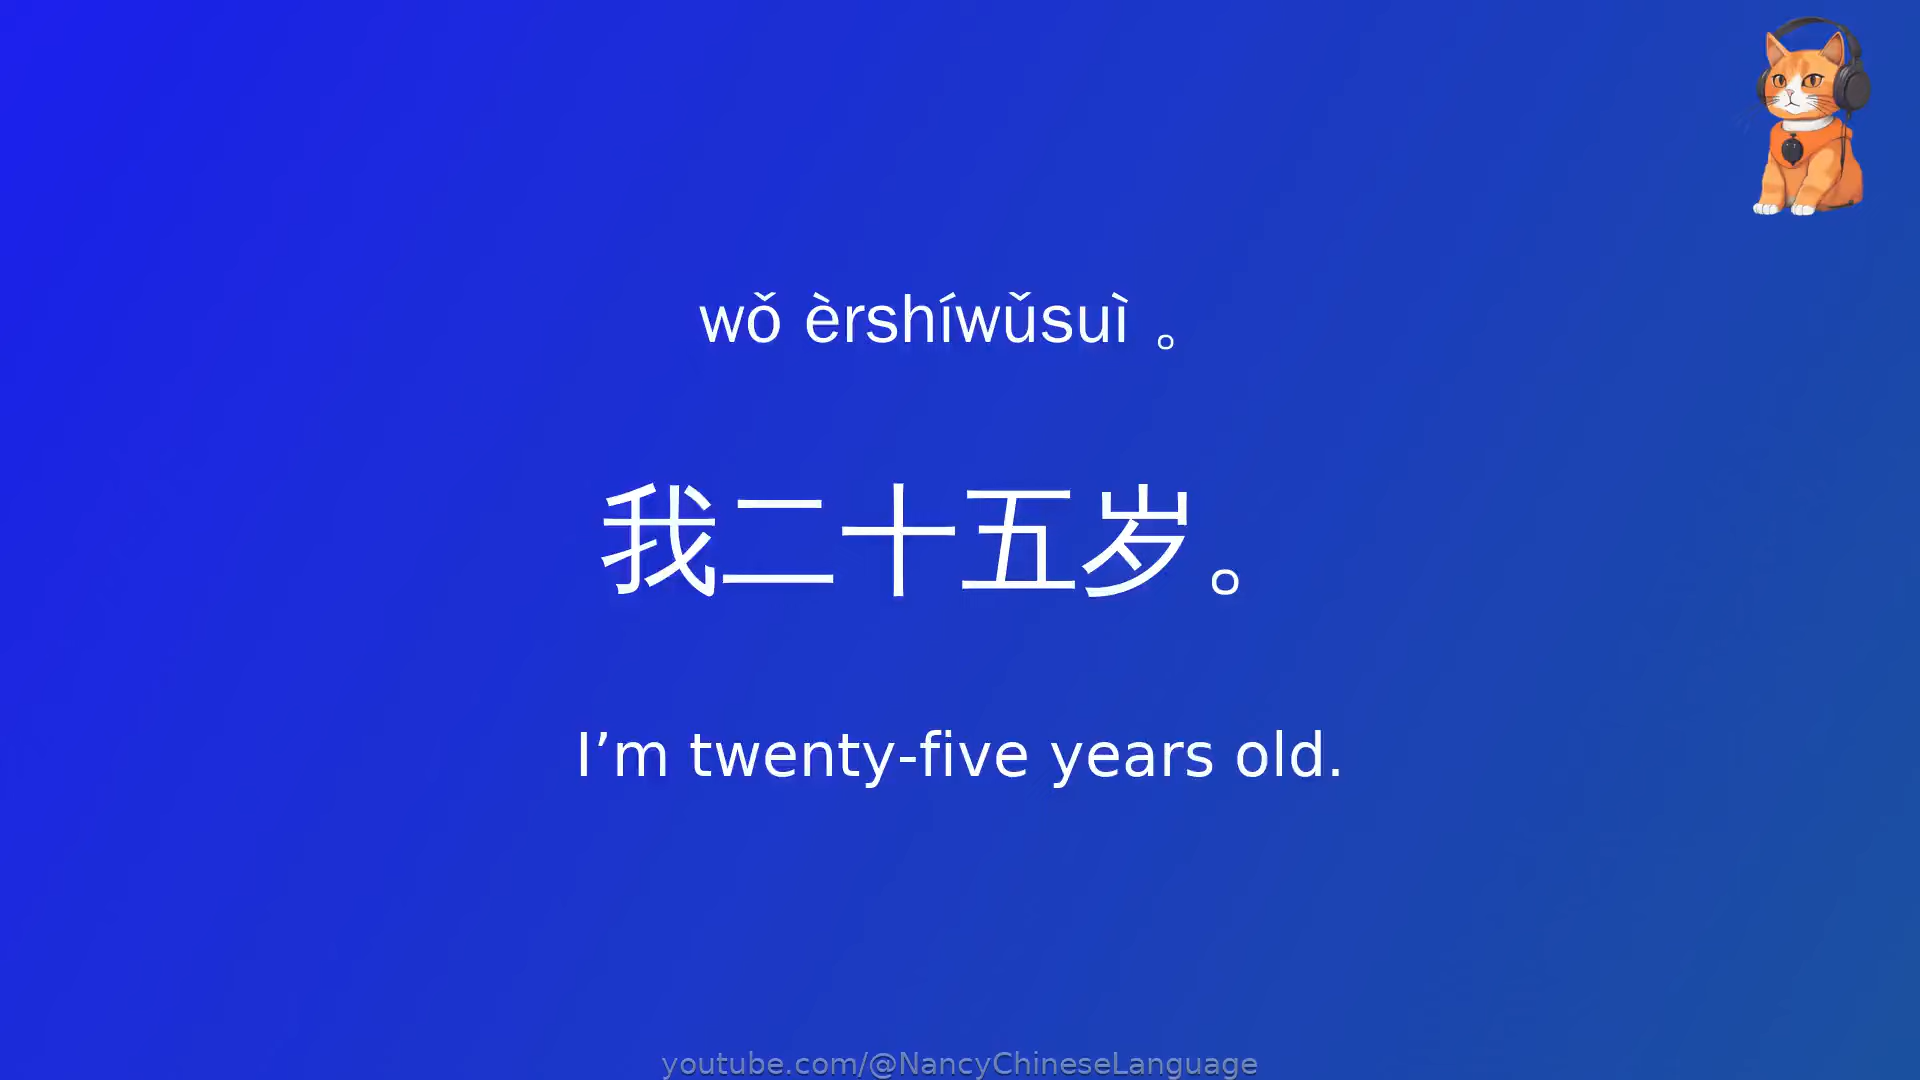 wǒ èrshíwǔsuì 。
我二十五岁。
I’m twenty-five years old.
youtube.com/@NancyChineseLanguage